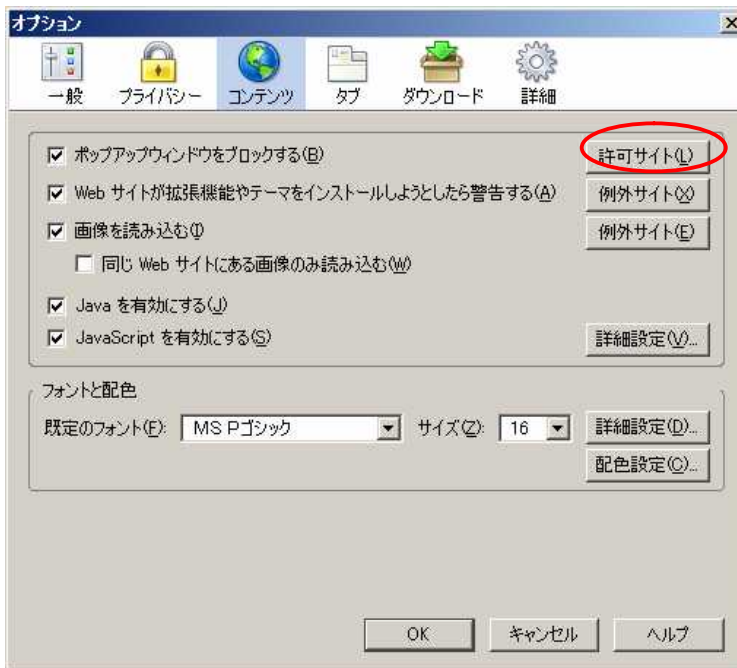 オプション
一般 プライバシー コンテンツ タブ ダウンロード 詳細
ポップアップウィンドウをブロックする(B) 許可サイト(L)
Web サイトが拡張機能やテーマをインストールしようとしたら警告する(A) 例外サイト(X)
画像を読み込む(I) 例外サイト(E)
同じ Web サイトにある画像のみ読み込む(W)
Java を有効にする(J)
JavaScript を有効にする(S) 詳細設定(V)...
フォントと配色
既定のフォント(F): MS Pゴシック サイズ(Z): 16 詳細設定(D)...
配色設定(C)...
OK キャンセル ヘルプ